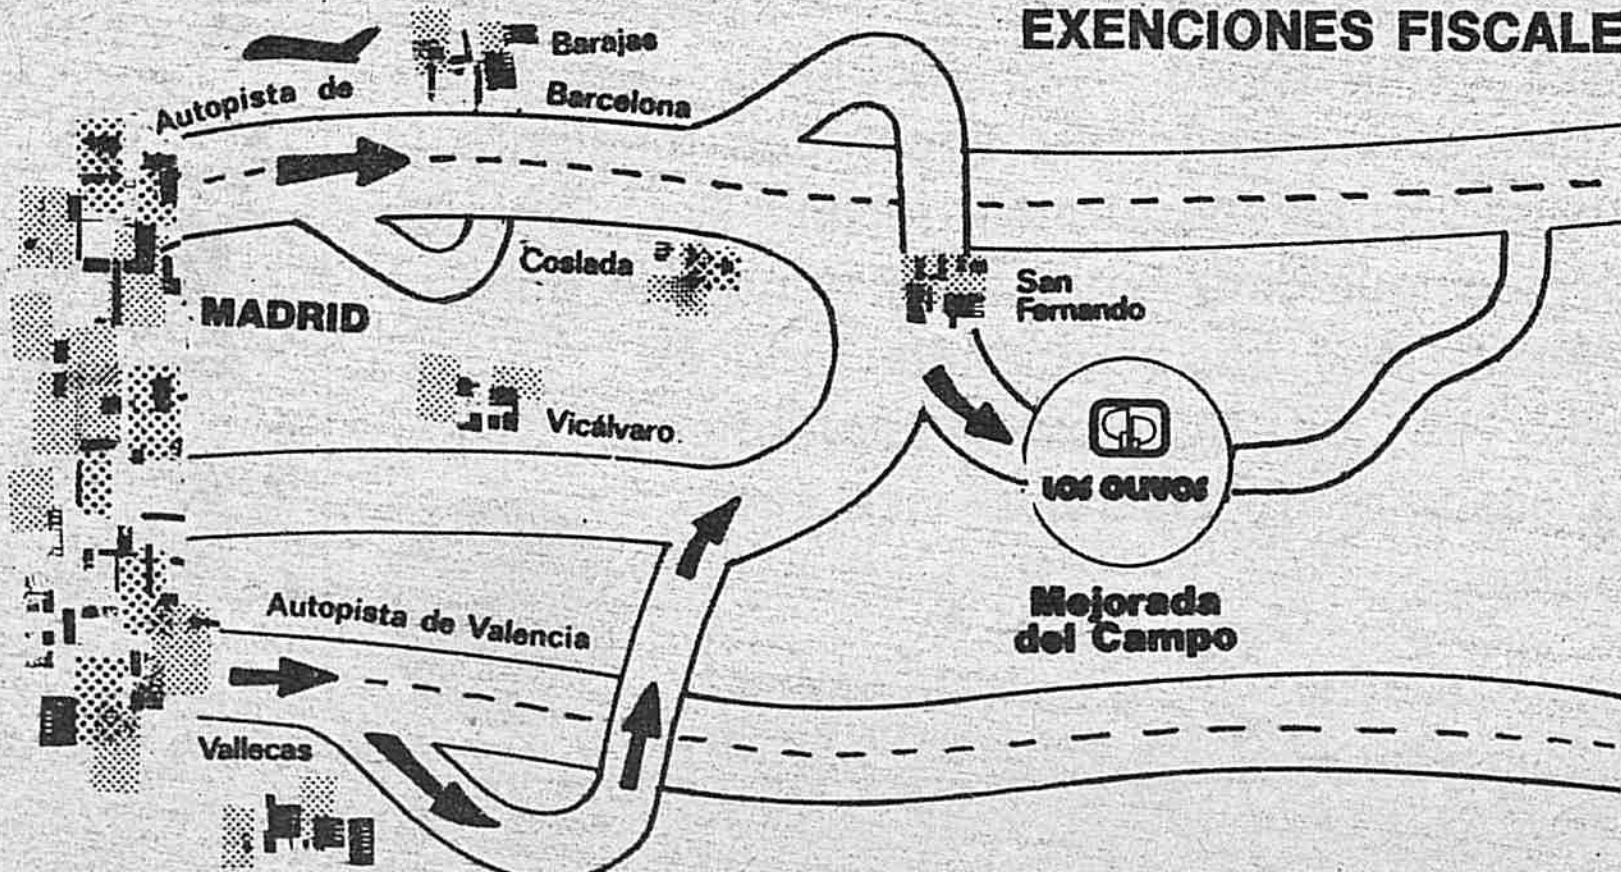 EXENCIONES FISCALE
Barajas
Autopista de Barcelona
Coslada
MADRID
San
Fernando
Vicálvaro.
LOS OLIVOS
Mejorada
del Campo
Autopista de Valencia
Vallecas